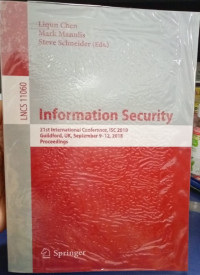 Liqun Chen
Mark Manulis
Steve Schneider (Eds.)
LNCS 11060
Information Security
21st International Conference, ISC 2018
Guildford, UK, September 9–12, 2018
Proceedings
Springer